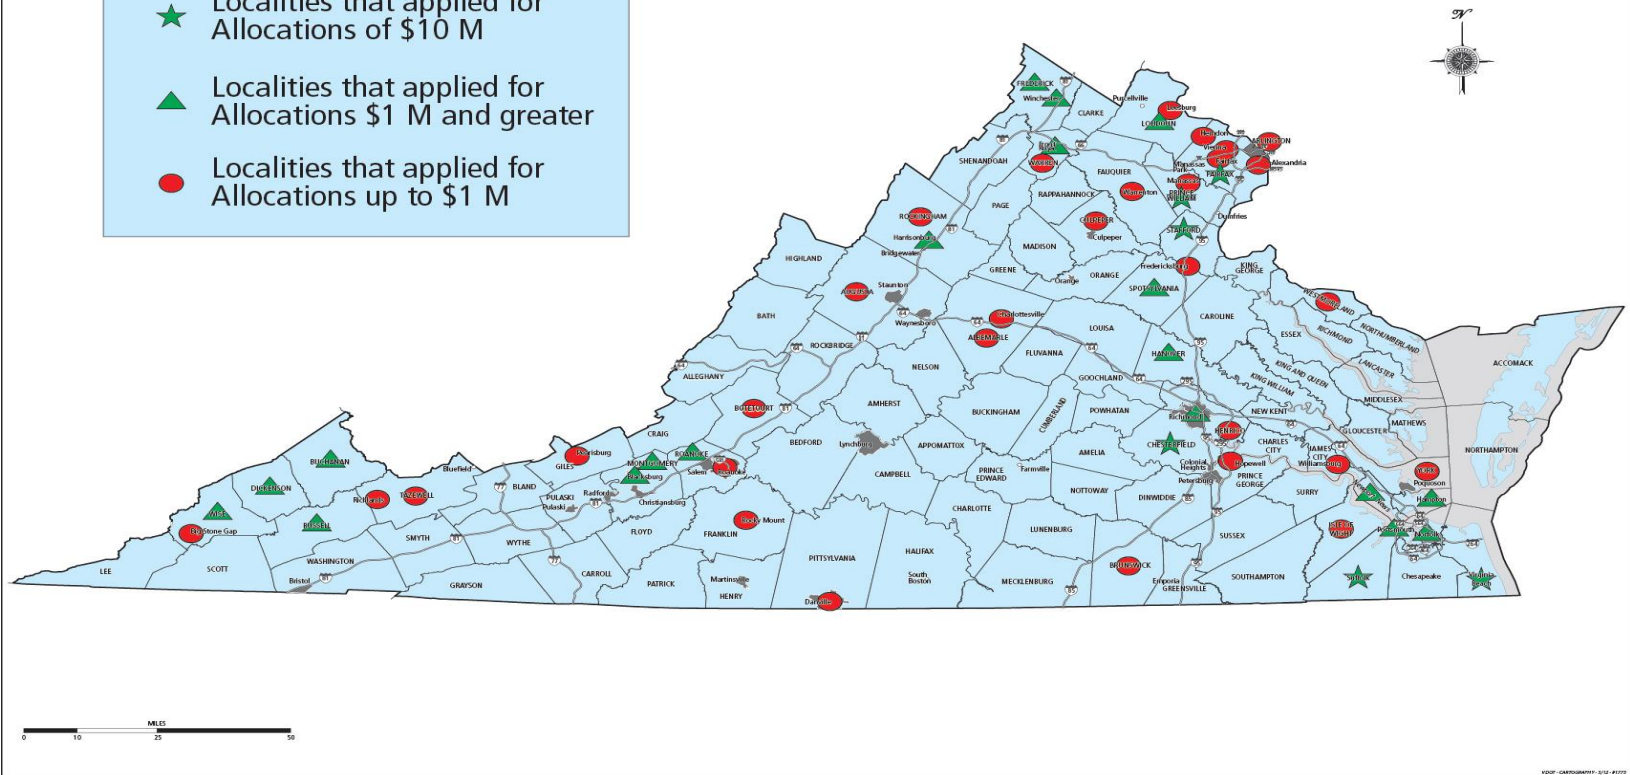 Localities that applied for
Allocations of $10 M
Localities that applied for
Allocations $1 M and greater
Localities that applied for
Allocations up to $1 M
N
FREDERICK
Winchester
CLARKE
Purcellville
Leesburg
LOUDOUN
Herndon
Vienna
ARLINGTON
Alexandria
Fairfax
FAIRFAX
Manassas
Park
Manassas
PRINCE
WILLIAM
Dumfries
STAFFORD
SHENANDOAH
WARREN
FAUQUIER
Warrenton
RAPPAHANNOCK
PAGE
CULPEPER
Culpeper
MADISON
ROCKINGHAM
Harrisonburg
Bridgewater
GREENE
ORANGE
Orange
Fredericksburg
KING
GEORGE
SPOTSYLVANIA
HIGHLAND
AUGUSTA
Staunton
Waynesboro
Charlottesville
ALBEMARLE
LOUISA
CAROLINE
WESTMORELAND
RICHMOND
NORTHUMBERLAND
ESSEX
LANCASTER
ACCOMACK
BATH
ROCKBRIDGE
ALLEGHANY
NELSON
FLUVANNA
GOOCHLAND
HANOVER
KING AND QUEEN
KING WILLIAM
MIDDLESEX
MATHEWS
GLOUCESTER
NORTHAMPTON
BOTETOURT
AMHERST
BUCKINGHAM
CUMBERLAND
POWHATAN
Richmond
HENRICO
NEW KENT
CHARLES
CITY
JAMES
CITY
Williamsburg
CRAIG
BEDFORD
Lynchburg
APPOMATTOX
CAMPBELL
PRINCE
EDWARD
Farmville
AMELIA
CHESTERFIELD
Colonial
Heights
Petersburg
Hopewell
PRINCE
GEORGE
YORK
Poquoson
Hampton
BUCHANAN
DICKENSON
WISE
Big Stone Gap
RUSSELL
Richlands
TAZEWELL
Bluefield
BLAND
GILES
Pearisburg
MONTGOMERY
Blacksburg
ROANOKE
Salem
Roanoke
Christiansburg
Radford
PULASKI
Pulaski
Rocky Mount
FRANKLIN
FLOYD
CHARLOTTE
NOTTOWAY
DINWIDDIE
LUNENBURG
SURRY
SUSSEX
ISLE OF
WIGHT
Portsmouth
Norfolk
Suffolk
Chesapeake
Virginia
Beach
LEE
SCOTT
WASHINGTON
Bristol
SMYTH
WYTHE
GRAYSON
CARROLL
PATRICK
Martinsville
HENRY
PITTSYLVANIA
Danville
HALIFAX
South
Boston
MECKLENBURG
BRUNSWICK
Emporia
GREENSVILLE
SOUTHAMPTON
MILES
0 10 25 50
VDOT - CARTOGRAPHY - 5/12 - #1775